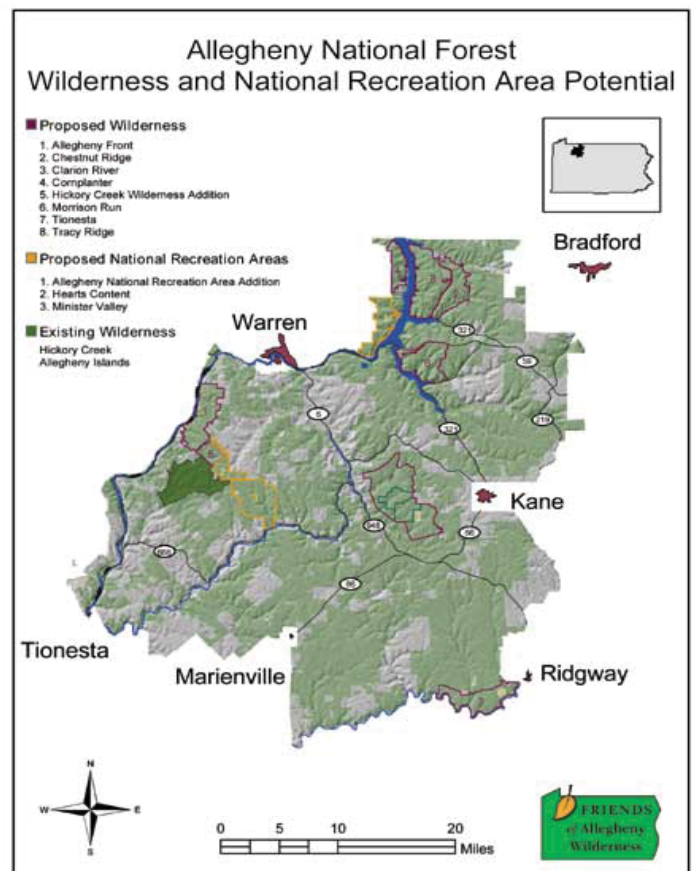 Allegheny National Forest
Wilderness and National Recreation Area Potential
Proposed Wilderness
1. Allegheny Front
2. Chestnut Ridge
3. Clarion River
4. Cornplanter
5. Hickory Creek Wilderness Addition
6. Morrison Run
7. Tionesta
8. Tracy Ridge
Proposed National Recreation Areas
1. Allegheny National Recreation Area Addition
2. Hearts Content
3. Minister Valley
Existing Wilderness
Hickory Creek
Allegheny Islands
Bradford
Warren
321
59
6
219
321
Kane
948
66
666
66
Tionesta
Marienville
Ridgway
N
W E
S
0 5 10 20
Miles
FRIENDS
of Allegheny
Wilderness